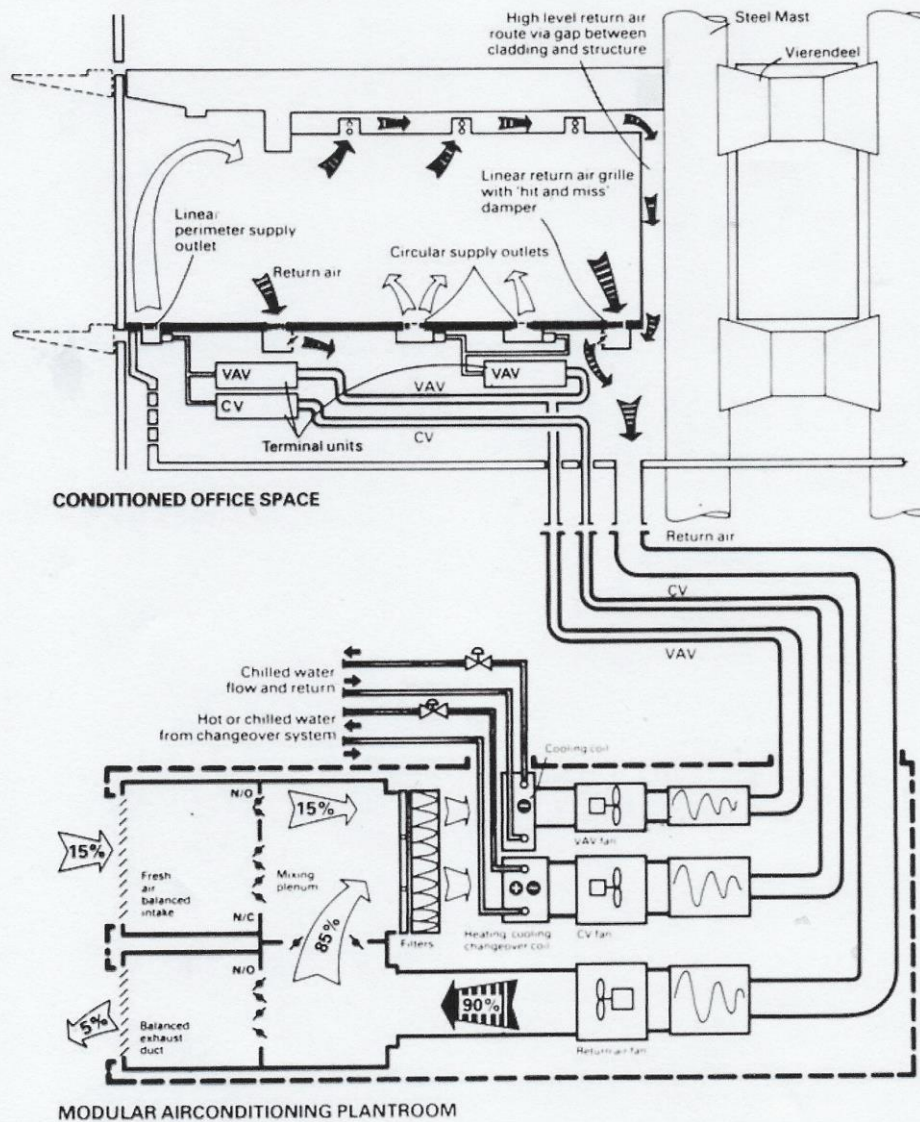 High level return air
route via gap between
cladding and structure
Steel Mast
Vierendeel
Linear return air grille
with 'hit and miss'
damper
Linear
perimeter supply
outlet
Return air
Circular supply outlets
VAV
VAV
VAV
CV
CV
Terminal units
CONDITIONED OFFICE SPACE
Return air
CV
VAV
Chilled water
flow and return
Hot or chilled water
from changeover system
Cooling coil
N/O
15%
15%
VAV fan
Fresh
air
balanced
intake
Mixing
plenum
N/C
85%
Filters
Heating cooling
changeover coil
CV fan
N/O
90%
5%
Balanced
exhaust
duct
Return air fan
MODULAR AIRCONDITIONING PLANTROOM